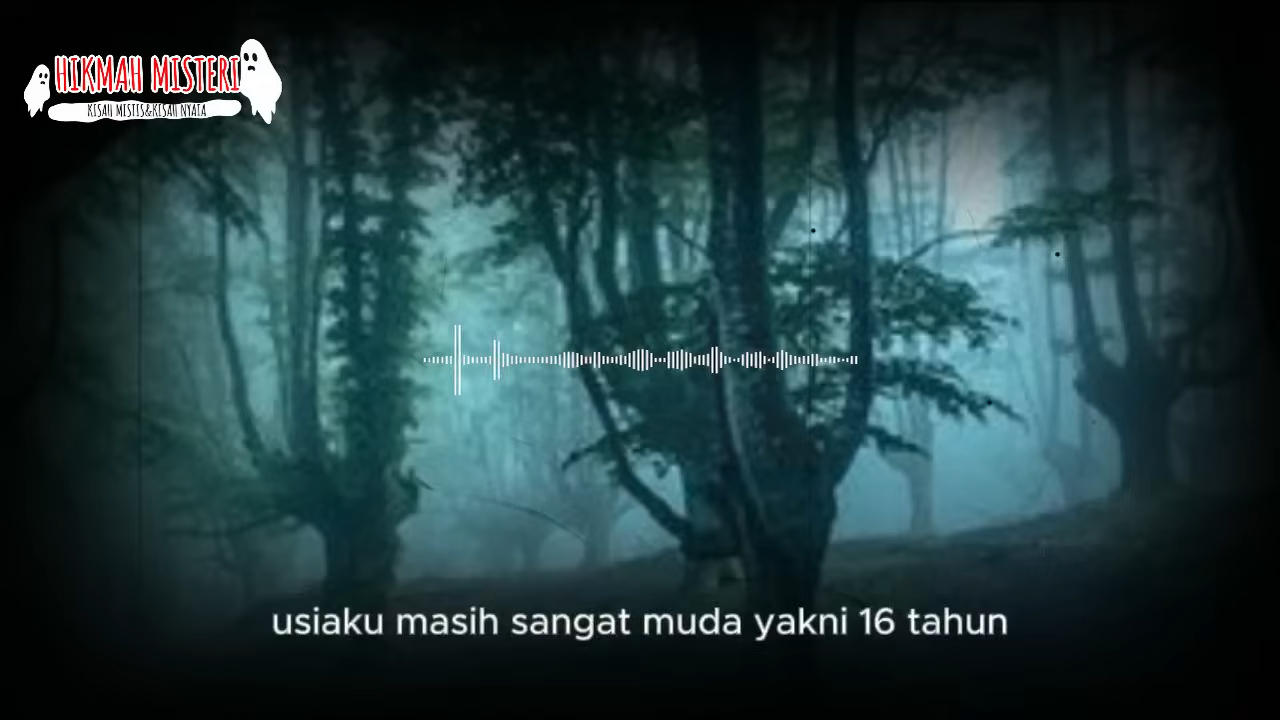 HIKMAH MISTERI
KISAH MISTIS&KISAH NYATA
usiaku masih sangat muda yakni 16 tahun